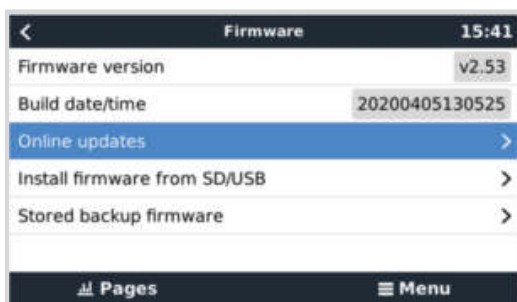 Firmware 15:41
Firmware version v2.53
Build date/time 20200405130525
Online updates
Install firmware from SD/USB
Stored backup firmware
Pages Menu